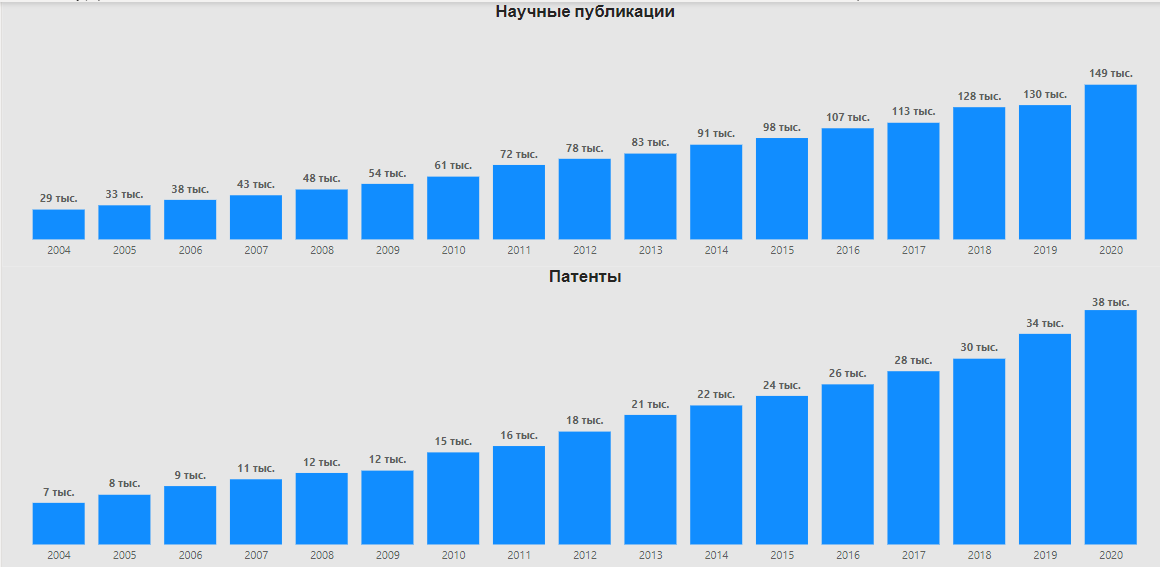 Научные публикации
149 тыс.
128 тыс. 130 тыс.
107 тыс. 113 тыс.
91 тыс. 98 тыс.
72 тыс. 78 тыс. 83 тыс.
54 тыс. 61 тыс.
29 тыс. 33 тыс. 38 тыс. 43 тыс. 48 тыс.
2004 2005 2006 2007 2008 2009 2010 2011 2012 2013 2014 2015 2016 2017 2018 2019 2020
Патенты
38 тыс.
34 тыс.
30 тыс.
28 тыс.
26 тыс.
24 тыс.
22 тыс.
21 тыс.
18 тыс.
15 тыс. 16 тыс.
7 тыс. 8 тыс. 9 тыс. 11 тыс. 12 тыс. 12 тыс.
2004 2005 2006 2007 2008 2009 2010 2011 2012 2013 2014 2015 2016 2017 2018 2019 2020